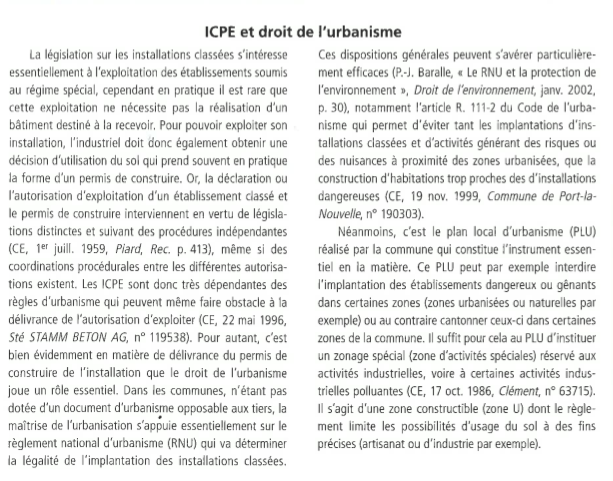 ICPE et droit de l'urbanisme
La législation sur les installations classées s'intéresse
essentiellement à l'exploitation des établissements soumis
au régime spécial, cependant en pratique il est rare que
cette exploitation ne nécessite pas la réalisation d'un
bâtiment destiné à la recevoir. Pour pouvoir exploiter son
installation, l'industriel doit donc également obtenir une
décision d'utilisation du sol qui prend souvent en pratique
la forme d'un permis de construire. Or, la déclaration ou
l'autorisation d'exploitation d'un établissement classé et
le permis de construire interviennent en vertu de législa-
tions distinctes et suivant des procédures indépendantes
(CE, 1er juill. 1959, Piard, Rec. p. 413), même si des
coordinations procédurales entre les différentes autorisa-
tions existent. Les ICPE sont donc très dépendantes des
règles d'urbanisme qui peuvent même faire obstacle à la
délivrance de l'autorisation d'exploiter (CE, 22 mai 1996,
Sté STAMM BETON AG, n° 119538). Pour autant, c'est
bien évidemment en matière de délivrance du permis de
construire de l'installation que le droit de l'urbanisme
joue un rôle essentiel. Dans les communes, n'étant pas
dotée d'un document d'urbanisme opposable aux tiers, la
maîtrise de l'urbanisation s'appuie essentiellement sur le
règlement national d'urbanisme (RNU) qui va déterminer
la légalité de l'implantation des installations classées.
Ces dispositions générales peuvent s'avérer particulière-
ment efficaces (P.-J. Baralle, « Le RNU et la protection de
l'environnement », Droit de l'environnement, janv. 2002,
p. 30), notamment l'article R. 111-2 du Code de l'urba-
nisme qui permet d'éviter tant les implantations d'ins-
tallations classées et d'activités générant des risques ou
des nuisances à proximité des zones urbanisées, que la
construction d'habitations trop proches des d'installations
dangereuses (CE, 19 nov. 1999, Commune de Port-la-
Nouvelle, n° 190303).
Néanmoins, c'est le plan local d'urbanisme (PLU)
réalisé par la commune qui constitue l'instrument essen-
tiel en la matière. Ce PLU peut par exemple interdire
l'implantation des établissements dangereux ou gênants
dans certaines zones (zones urbanisées ou naturelles par
exemple) ou au contraire cantonner ceux-ci dans certaines
zones de la commune. Il suffit pour cela au PLU d'instituer
un zonage spécial (zone d'activités spéciales) réservé aux
activités industrielles, voire à certaines activités indus-
trielles polluantes (CE, 17 oct. 1986, Clément, n° 63715).
Il s'agit d'une zone constructible (zone U) dont le règle-
ment limite les possibilités d'usage du sol à des fins
précises (artisanat ou d'industrie par exemple).